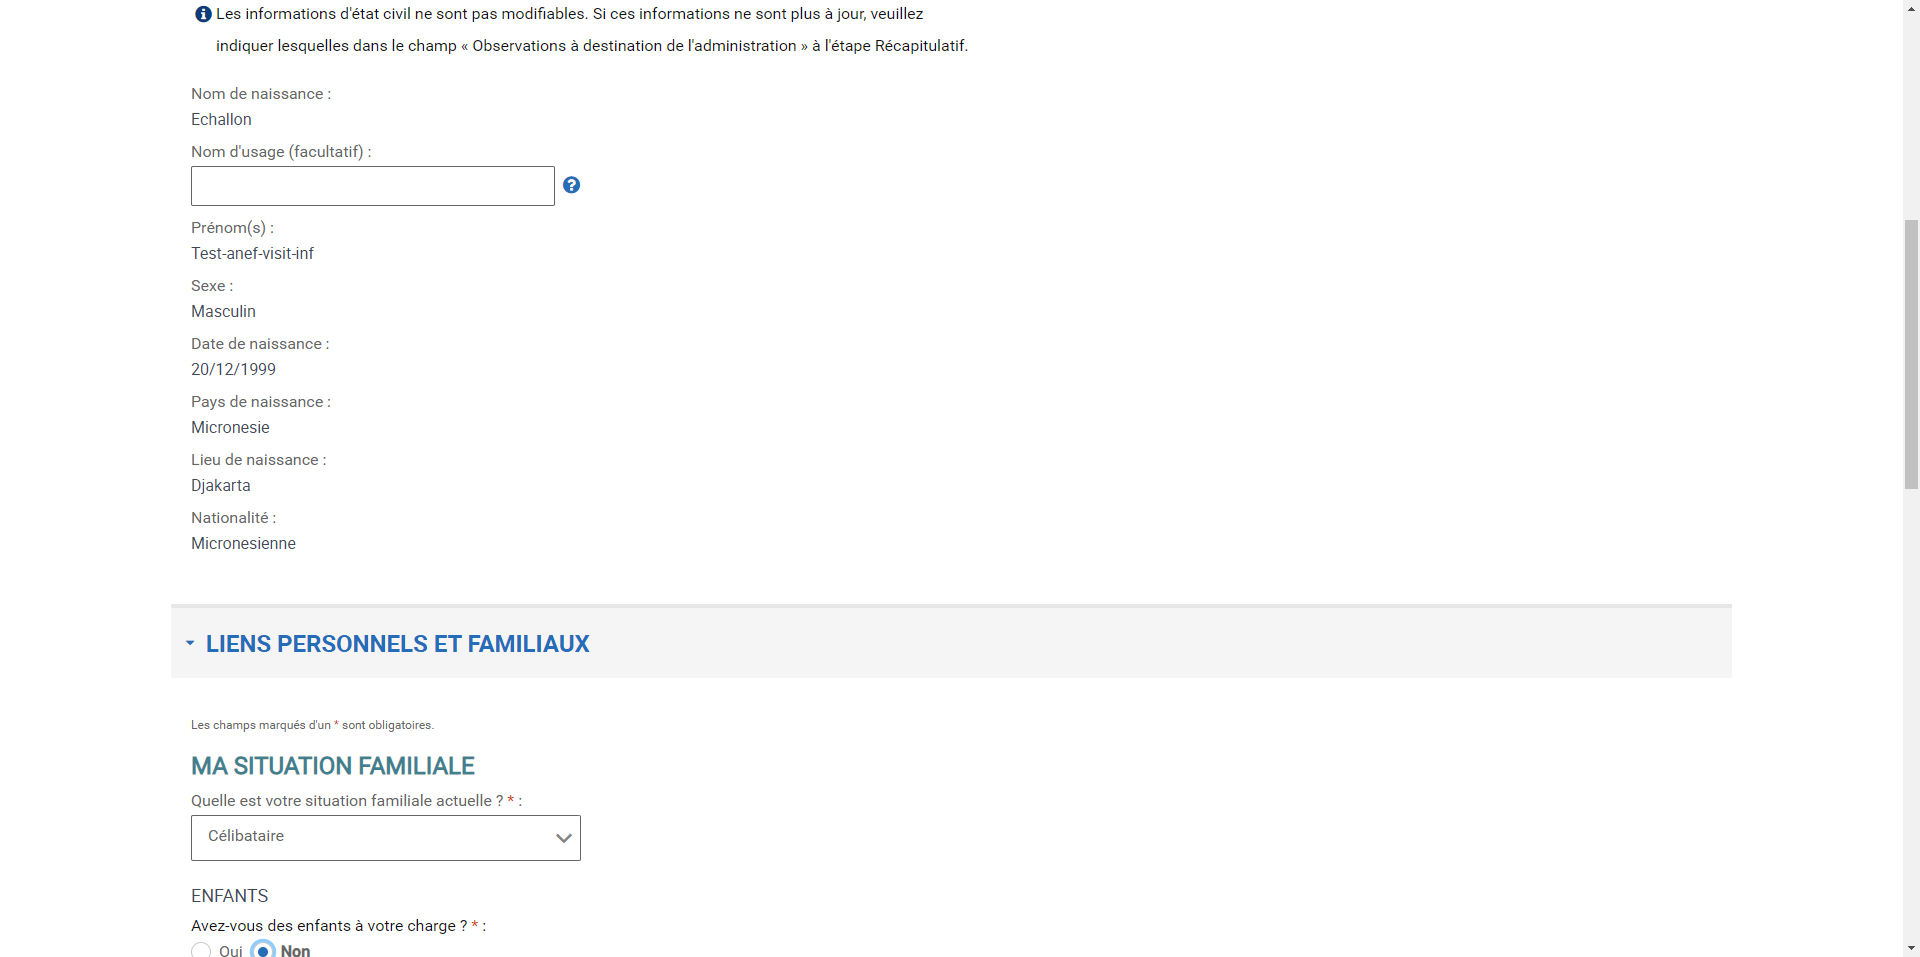 Les informations d'état civil ne sont pas modifiables. Si ces informations ne sont plus à jour, veuillez
indiquer lesquelles dans le champ « Observations à destination de l'administration » à l'étape Récapitulatif.
Nom de naissance :
Echallon
Nom d'usage (facultatif) :
Prénom(s) :
Test-anef-visit-inf
Sexe :
Masculin
Date de naissance :
20/12/1999
Pays de naissance :
Micronesie
Lieu de naissance :
Djakarta
Nationalité :
Micronesienne
LIENS PERSONNELS ET FAMILIAUX
Les champs marqués d'un * sont obligatoires.
MA SITUATION FAMILIALE
Quelle est votre situation familiale actuelle ? * :
Célibataire
ENFANTS
Avez-vous des enfants à votre charge ? * :
Oui Non